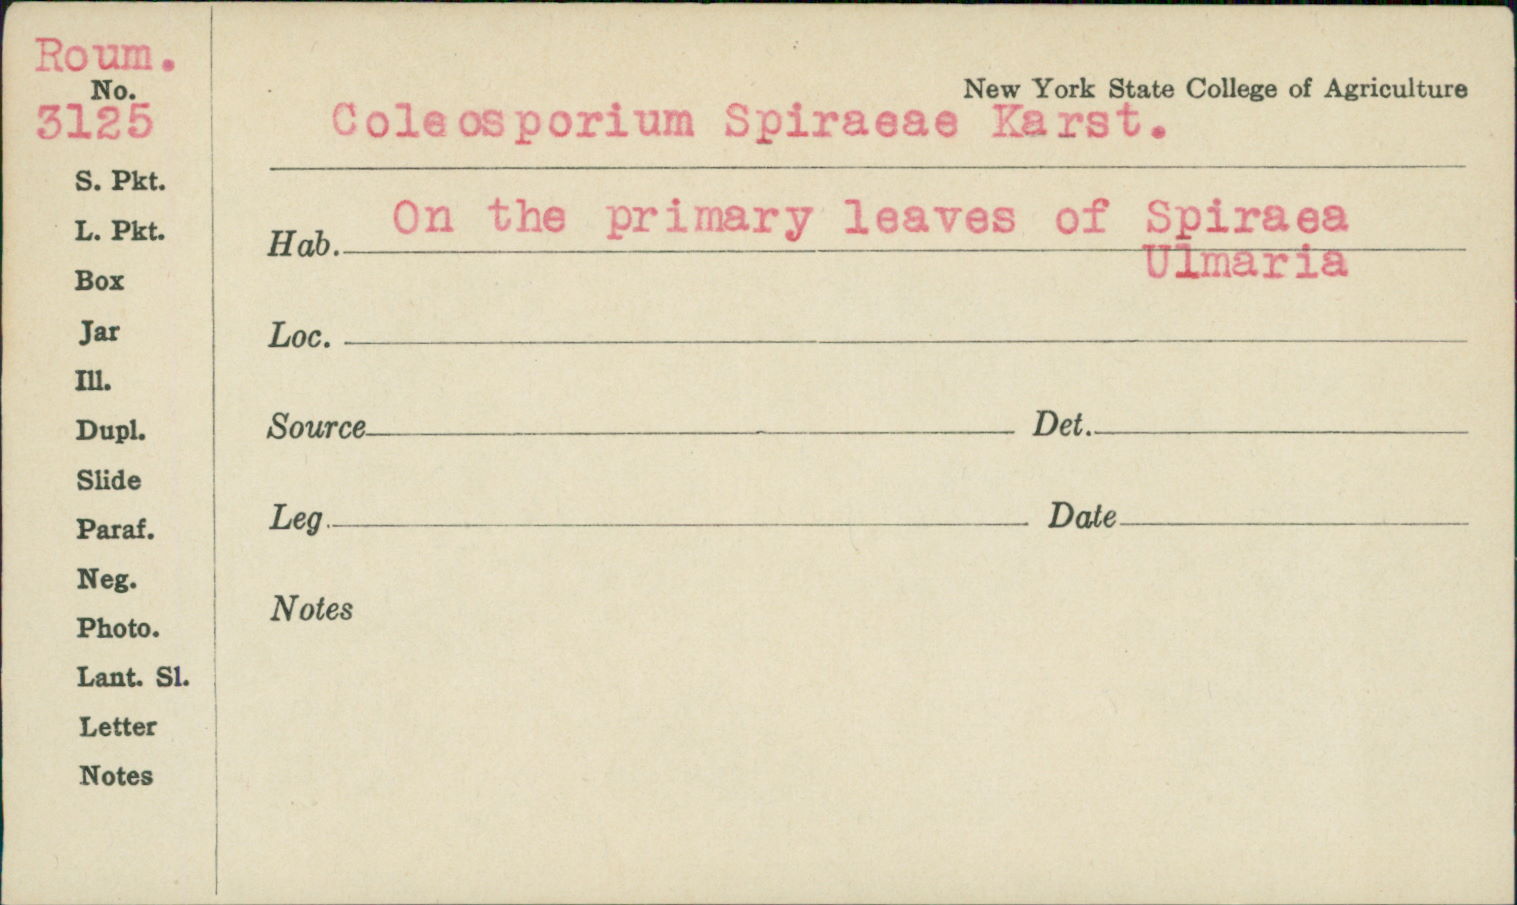 Roum.
No.
3125
S. Pkt.
L. Pkt.
Box
Jar
Ill.
Dupl.
Slide
Paraf.
Neg.
Photo.
Lant. Sl.
Letter
Notes
New York State College of Agriculture
Coleosporium Spiraeae Karst.
Hab. On the primary leaves of Spiraea
Ulmaria
Loc.
Source Det.
Leg. Date
Notes